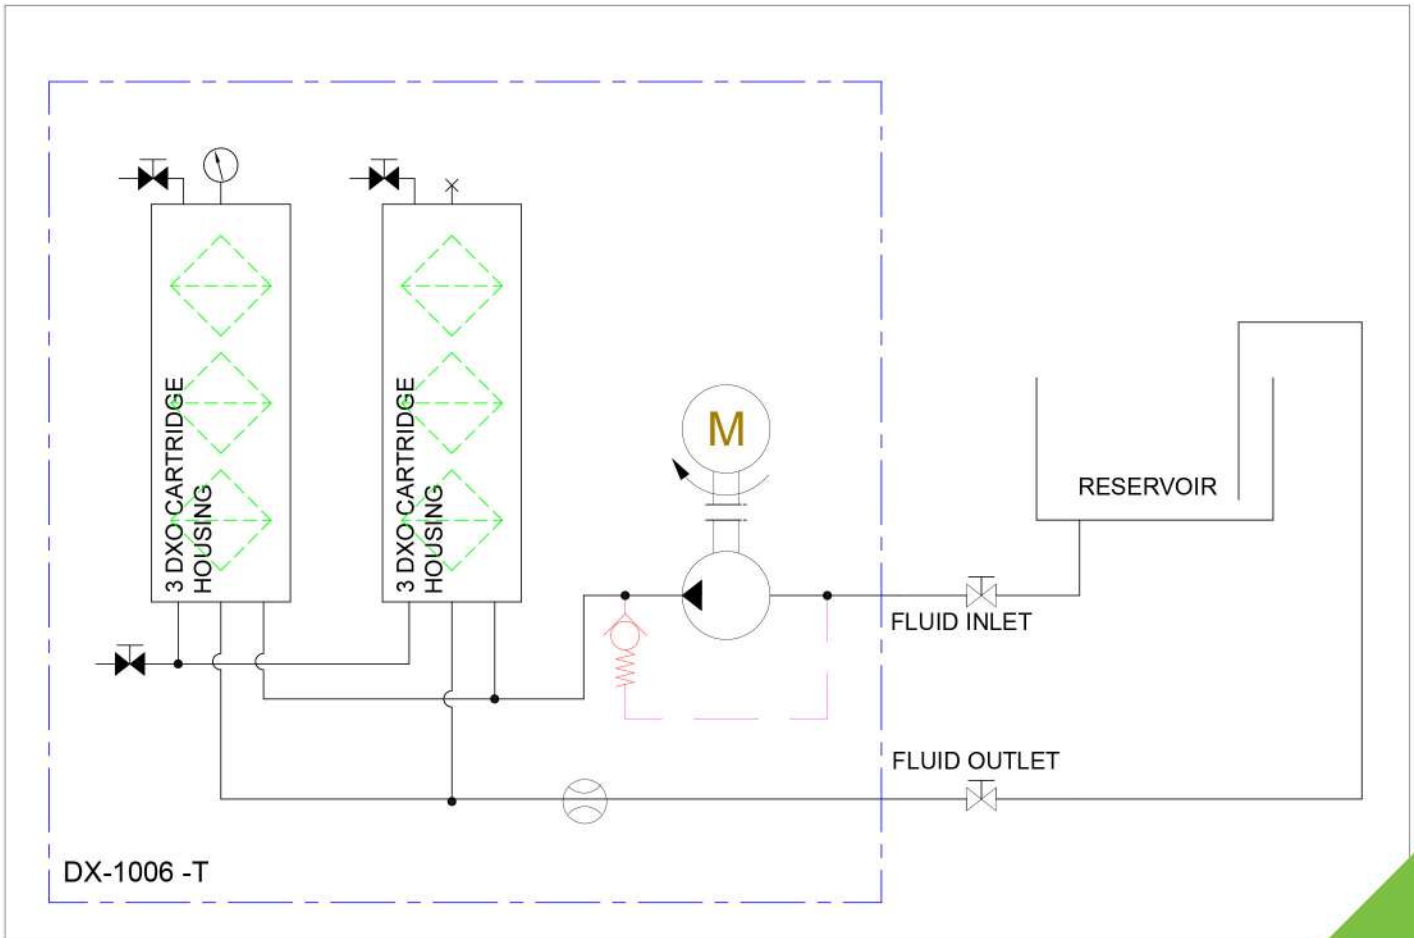 3 DXO CARTRIDGE
HOUSING
3 DXO CARTRIDGE
HOUSING
M
RESERVOIR
FLUID INLET
FLUID OUTLET
DX-1006 -T